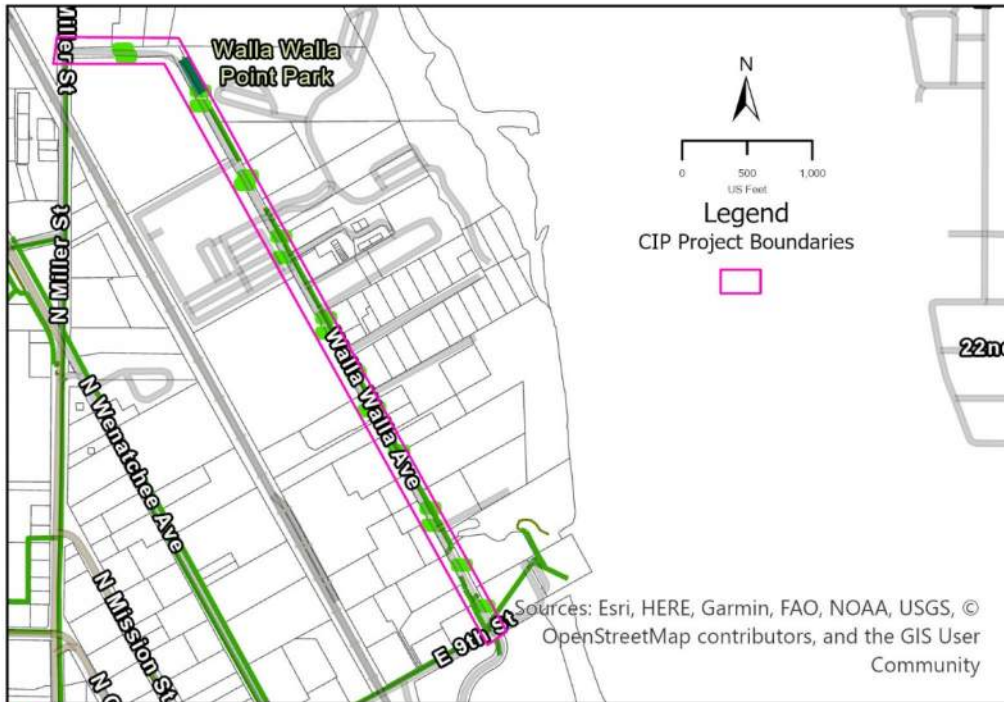 Miller St
Walla Walla
Point Park
N
0 500 1,000
US Feet
Legend
CIP Project Boundaries
N Miller St
Walla Walla Ave
N Wenatchee Ave
N Mission St
E 9th St
22nd
Sources: Esri, HERE, Garmin, FAO, NOAA, USGS, ©
OpenStreetMap contributors, and the GIS User
Community